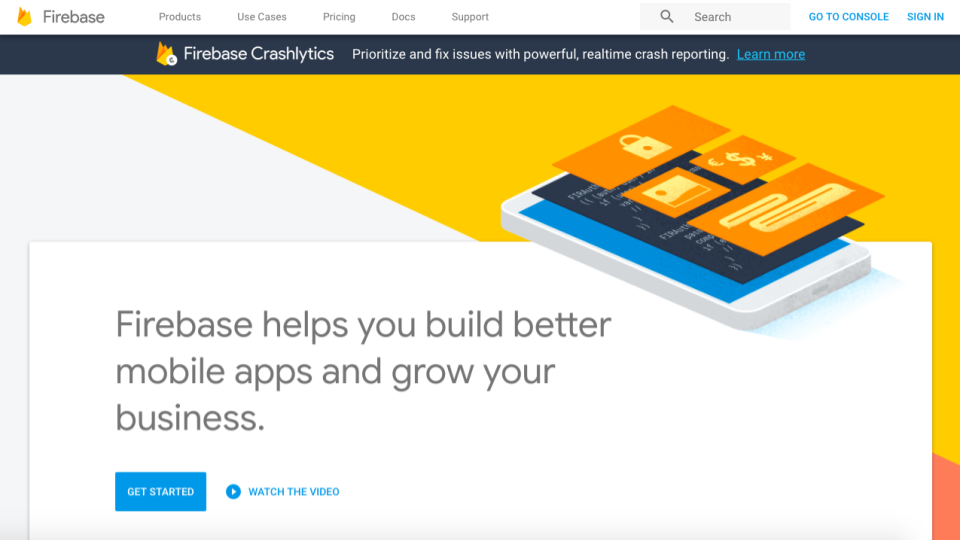 Firebase
Products
Use Cases
Pricing
Docs
Support
Search
GO TO CONSOLE
SIGN IN
Firebase Crashlytics
Prioritize and fix issues with powerful, realtime crash reporting. Learn more
Firebase helps you build better
mobile apps and grow your
business.
GET STARTED
WATCH THE VIDEO